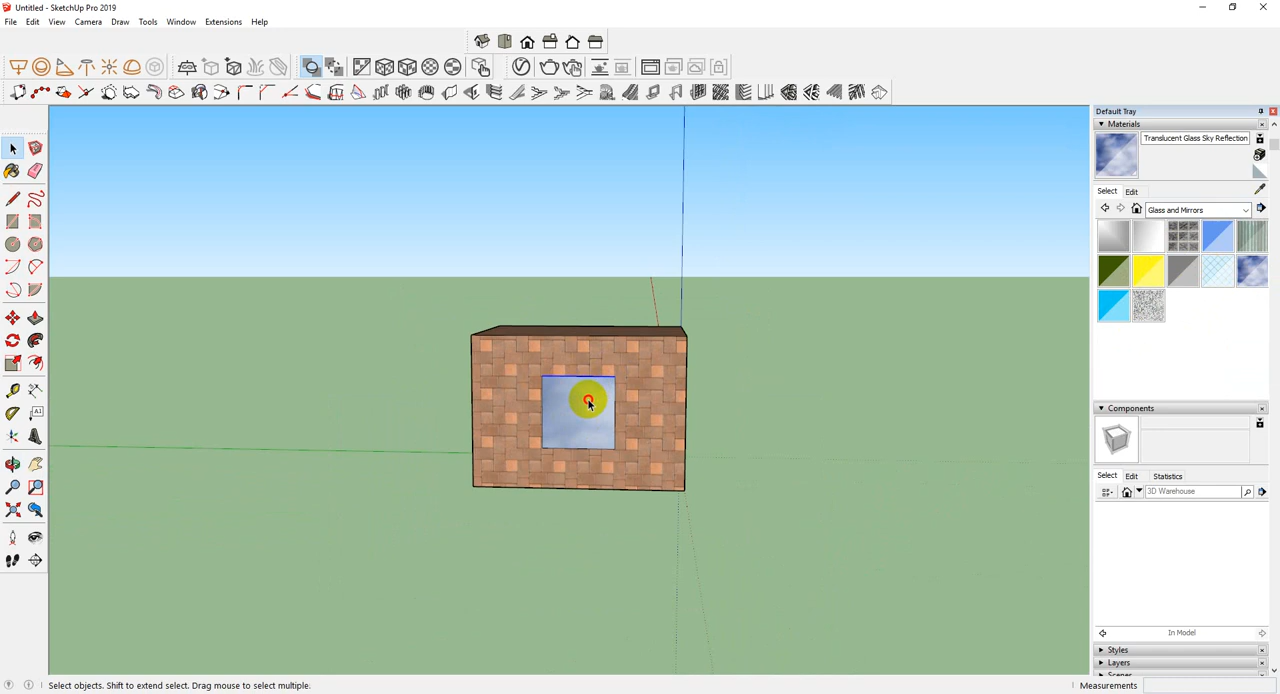 Untitled - SketchUp Pro 2019
File Edit View Camera Draw Tools Window Extensions Help
Default Tray
Materials
Translucent Glass Sky Reflection
Select Edit
Glass and Mirrors
Components
Select Edit Statistics
3D Warehouse
In Model
Styles
Layers
Scenes
Select objects. Shift to extend select. Drag mouse to select multiple.
Measurements